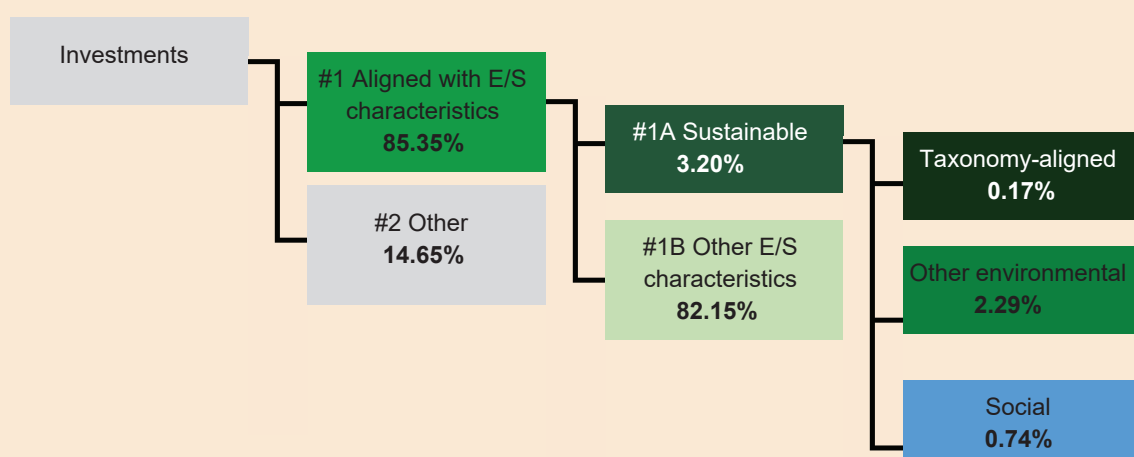 Investments
#1 Aligned with E/S
characteristics
85.35%
#2 Other
14.65%
#1A Sustainable
3.20%
#1B Other E/S
characteristics
82.15%
Taxonomy-aligned
0.17%
Other environmental
2.29%
Social
0.74%